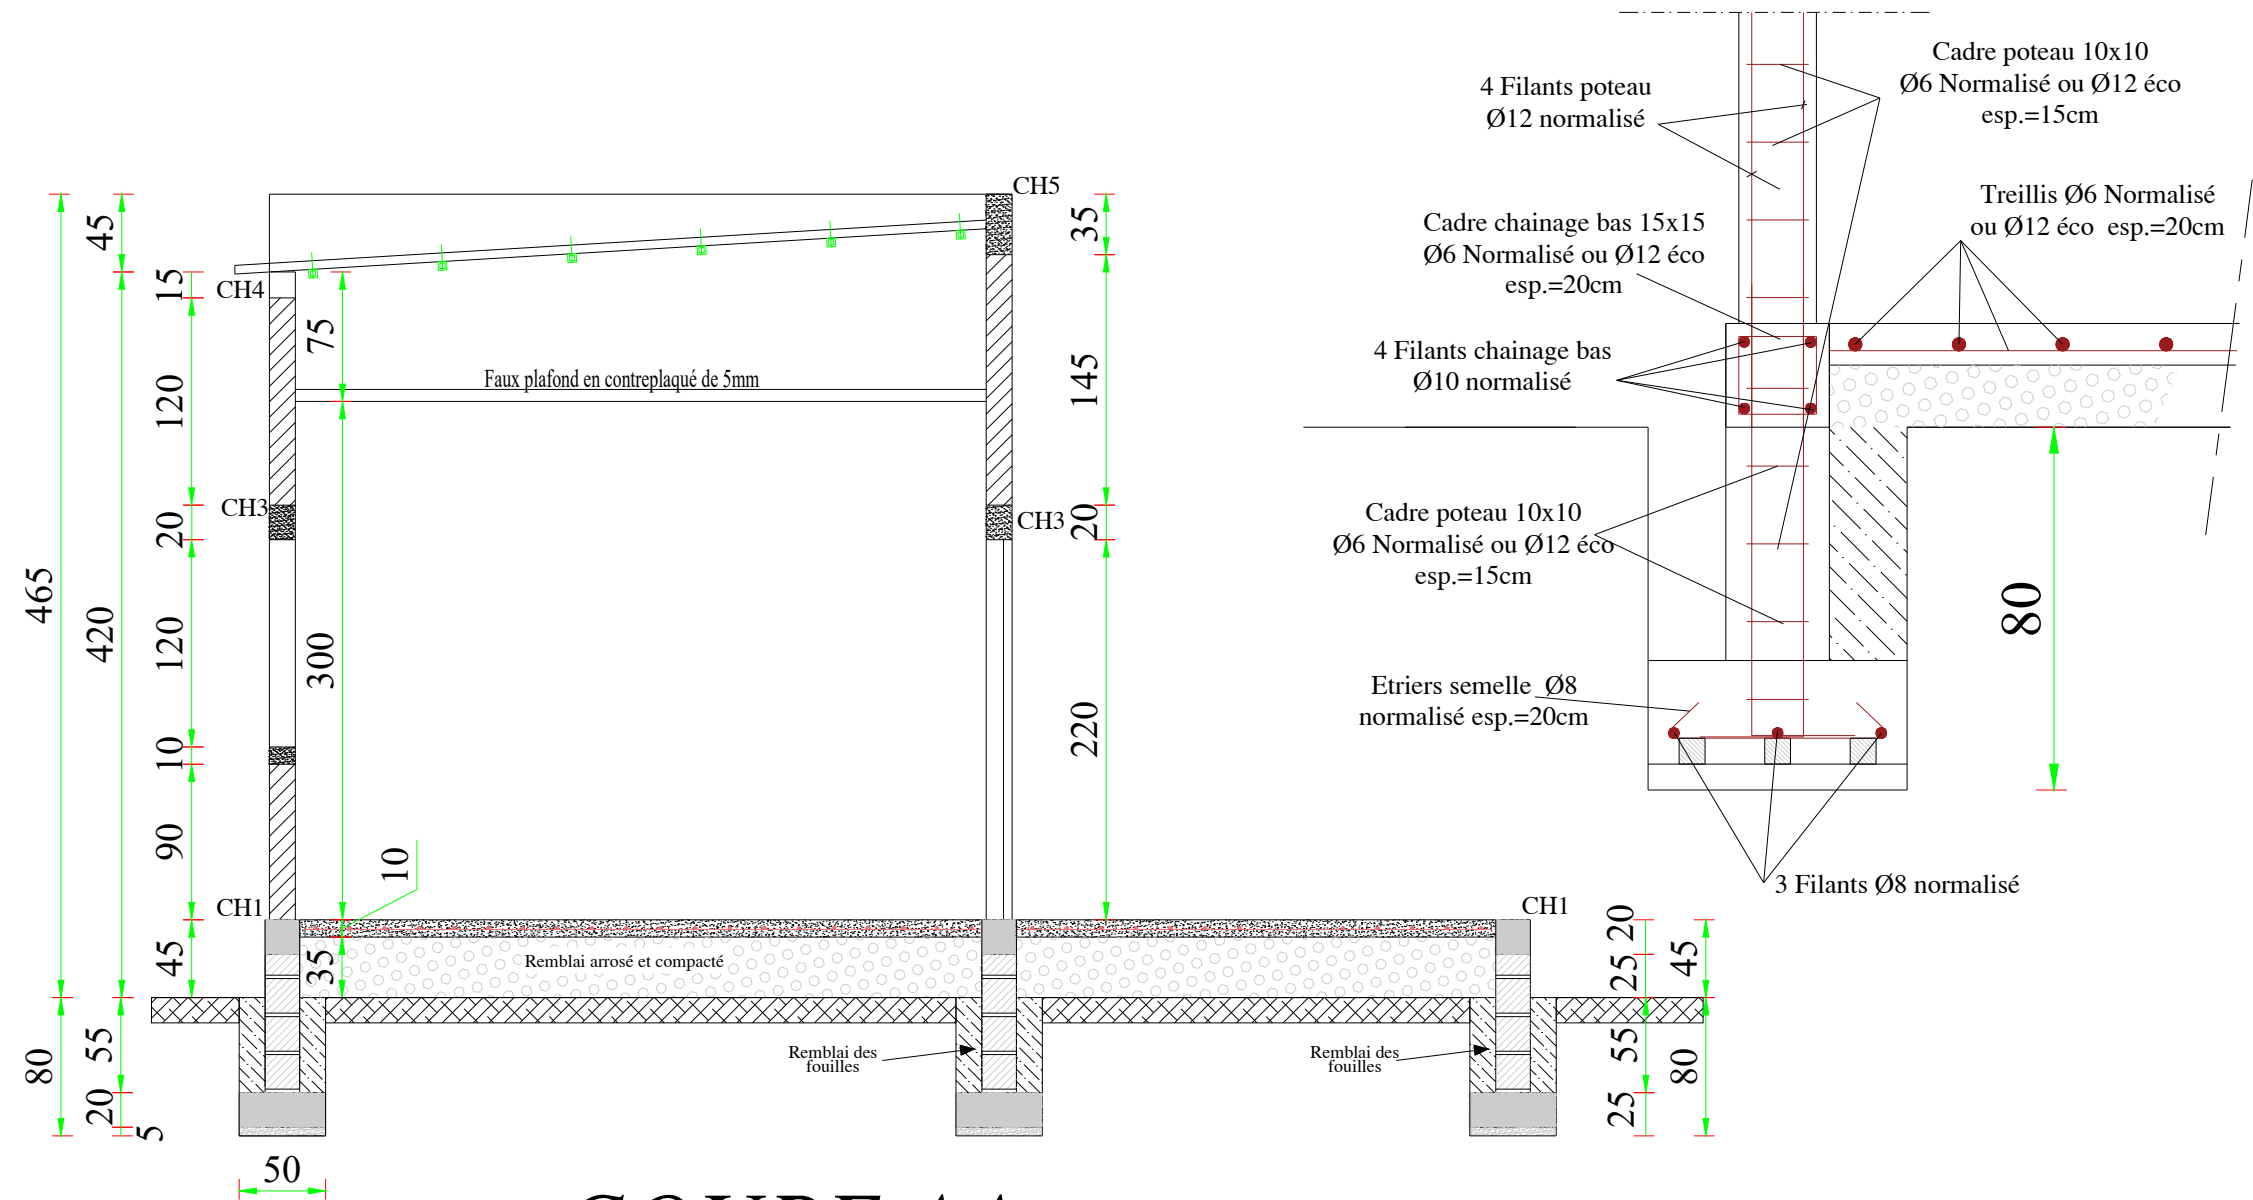 CH5
45
35
15
CH4
75
Faux plafond en contreplaqué de 5mm
120
145
CH3
20
CH3
20
465
420
120
300
220
10
90
10
CH1
CH1
45
35
Remblai arrosé et compacté
20
25
45
80
55
20
5
Remblai des
fouilles
Remblai des
fouilles
55
25
80
50
4 Filants poteau
Ø12 normalisé
Cadre poteau 10x10
Ø6 Normalisé ou Ø12 éco
esp.=15cm
Cadre chainage bas 15x15
Ø6 Normalisé ou Ø12 éco
esp.=20cm
Treillis Ø6 Normalisé
ou Ø12 éco esp.=20cm
4 Filants chainage bas
Ø10 normalisé
Cadre poteau 10x10
Ø6 Normalisé ou Ø12 éco
esp.=15cm
80
Etriers semelle Ø8
normalisé esp.=20cm
3 Filants Ø8 normalisé